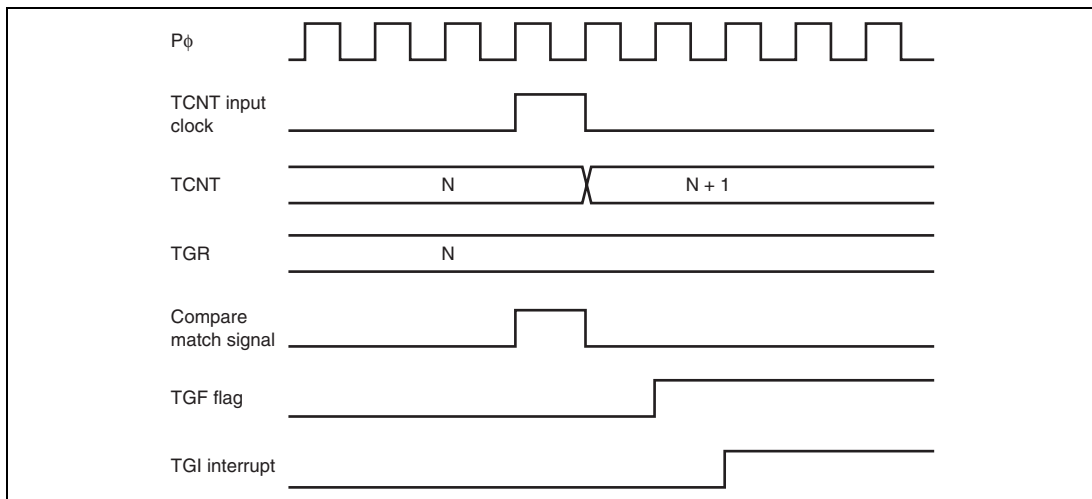 Pϕ
TCNT input
clock
TCNT
N
N + 1
TGR
N
Compare
match signal
TGF flag
TGI interrupt